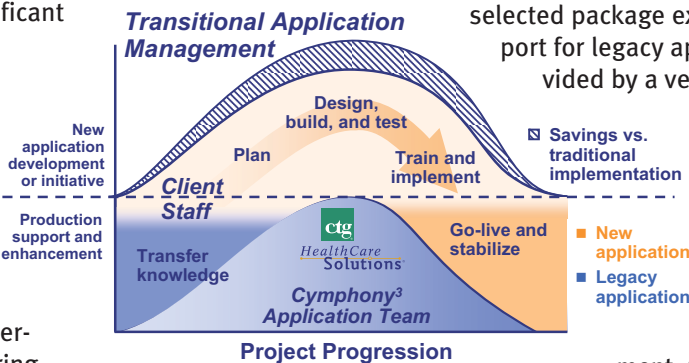 ficant
selected package ex
port for legacy ap
vided by a ve
Transitional Application
Management
Design,
build, and test
Plan
Train and
implement
New
application
development
or initiative
Client
Staff
Savings vs.
traditional
implementation
Production
support and
enhancement
Transfer
knowledge
ctg
HealthCare
Solutions
Go-live and
stabilize
New
application
Legacy
application
Cymphony³
Application Team
Project Progression
er-